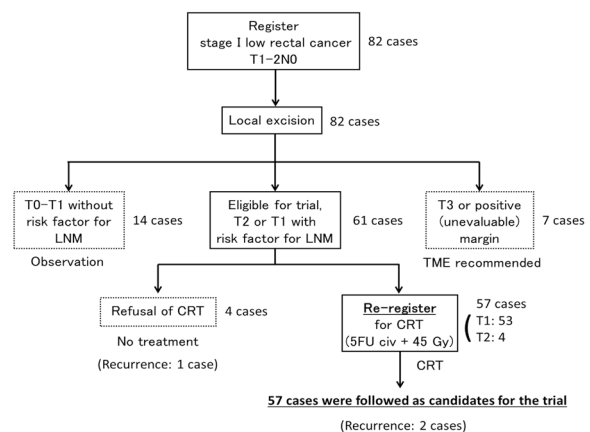 Register
stage I low rectal cancer
T1-2N0
82 cases
Local excision
82 cases
T0-T1 without
risk factor for
LNM
14 cases
Observation
Eligible for trial,
T2 or T1 with
risk factor for LNM
61 cases
T3 or positive
(unevaluable)
margin
7 cases
TME recommended
Refusal of CRT
4 cases
No treatment
(Recurrence: 1 case)
Re-register
for CRT
(5FU civ + 45 Gy)
57 cases
T1: 53
T2: 4
CRT
57 cases were followed as candidates for the trial
(Recurrence: 2 cases)